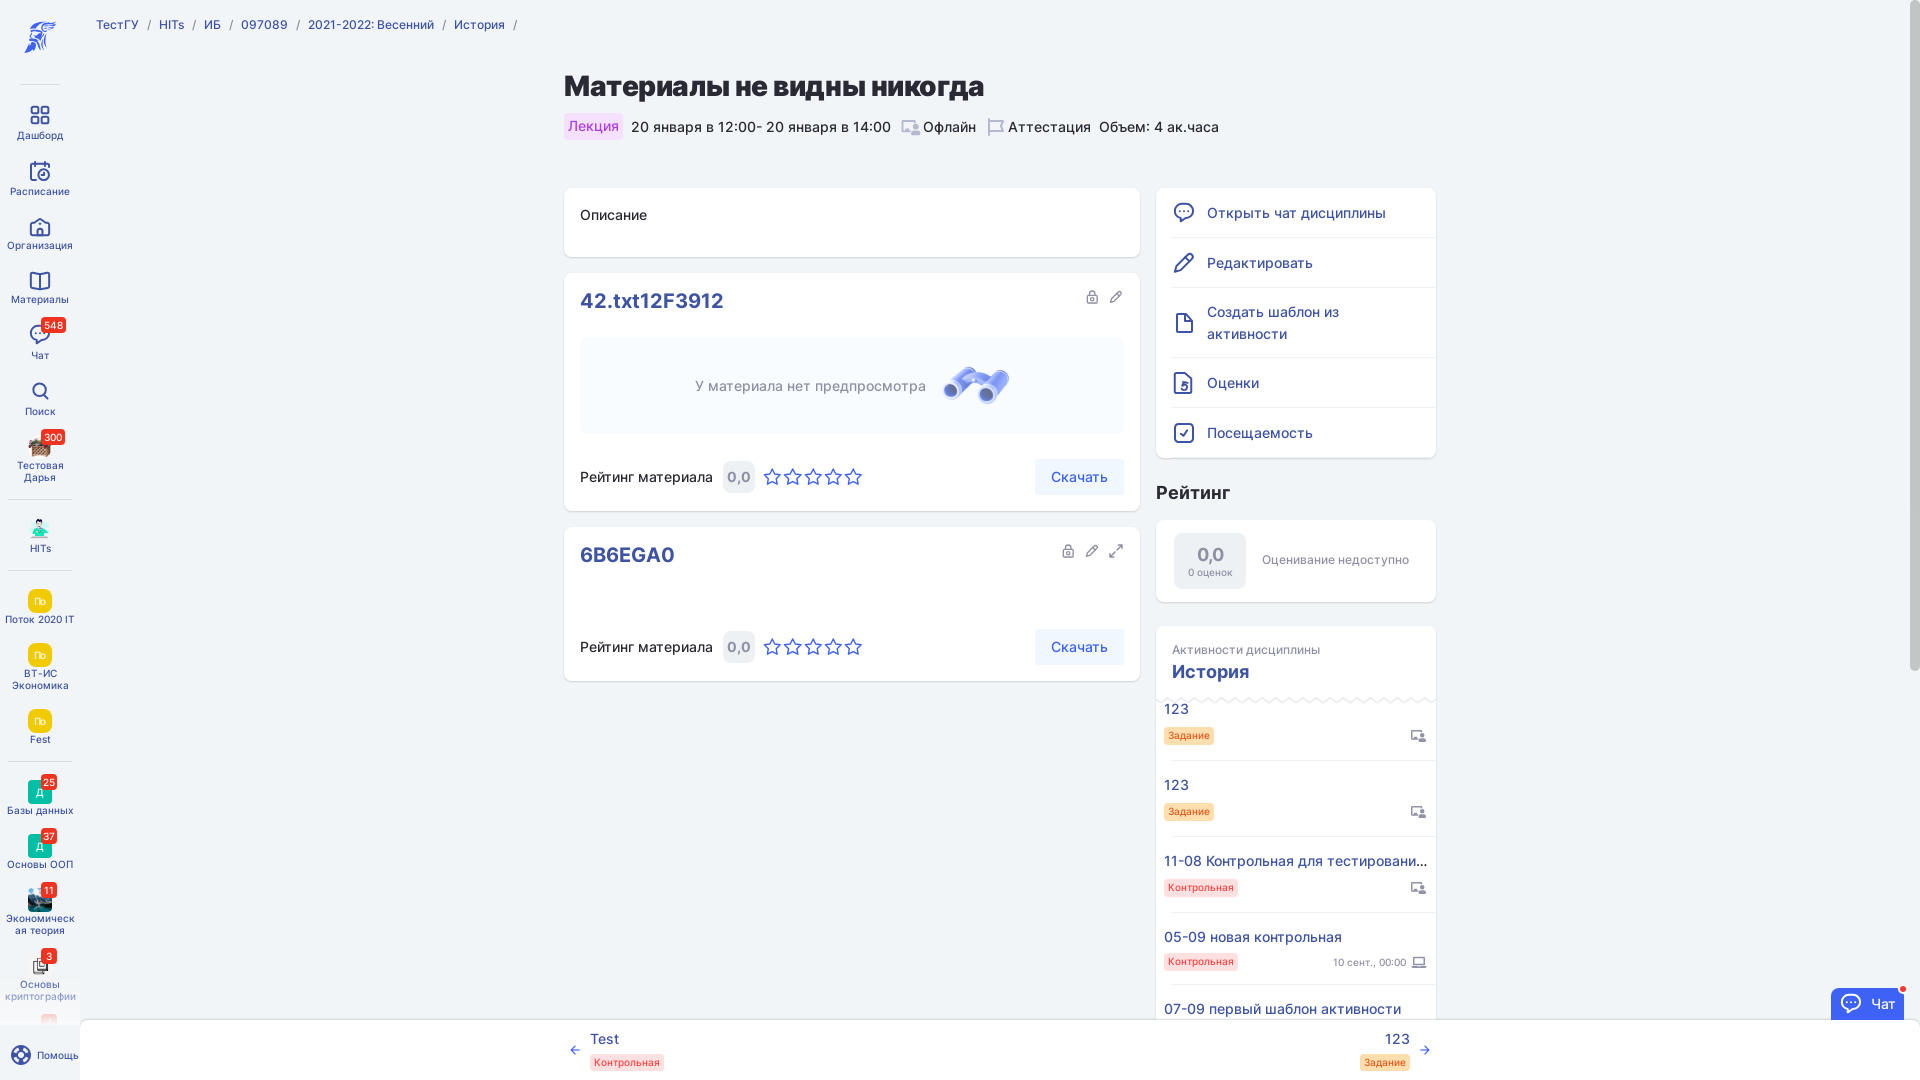 ТестГУ / HITs / ИБ / 097089 / 2021-2022: Весенний / История /
Дашборд
Расписание
Организация
Материалы
548
Чат
Поиск
300
Тестовая
Дарья
HITs
По
Поток 2020 IT
По
ВТ-ИС
Экономика
По
Fest
25
Д
Базы данных
37
Д
Основы ООП
11
Экономическ
ая теория
3
Основы
криптографии
Помощь
Материалы не видны никогда
Лекция 20 января в 12:00- 20 января в 14:00 Офлайн Аттестация Объем: 4 ак.часа
Описание
42.txt12F3912
У материала нет предпросмотра
Рейтинг материала 0,0 Скачать
6B6EGA0
Рейтинг материала 0,0 Скачать
Открыть чат дисциплины
Редактировать
Создать шаблон из
активности
Оценки
Посещаемость
Рейтинг
0,0
0 оценок
Оценивание недоступно
Активности дисциплины
История
123
Задание
123
Задание
11-08 Контрольная для тестировани...
Контрольная
05-09 новая контрольная
Контрольная 10 сент., 00:00
07-09 первый шаблон активности
Чат
Test
Контрольная
123
Задание